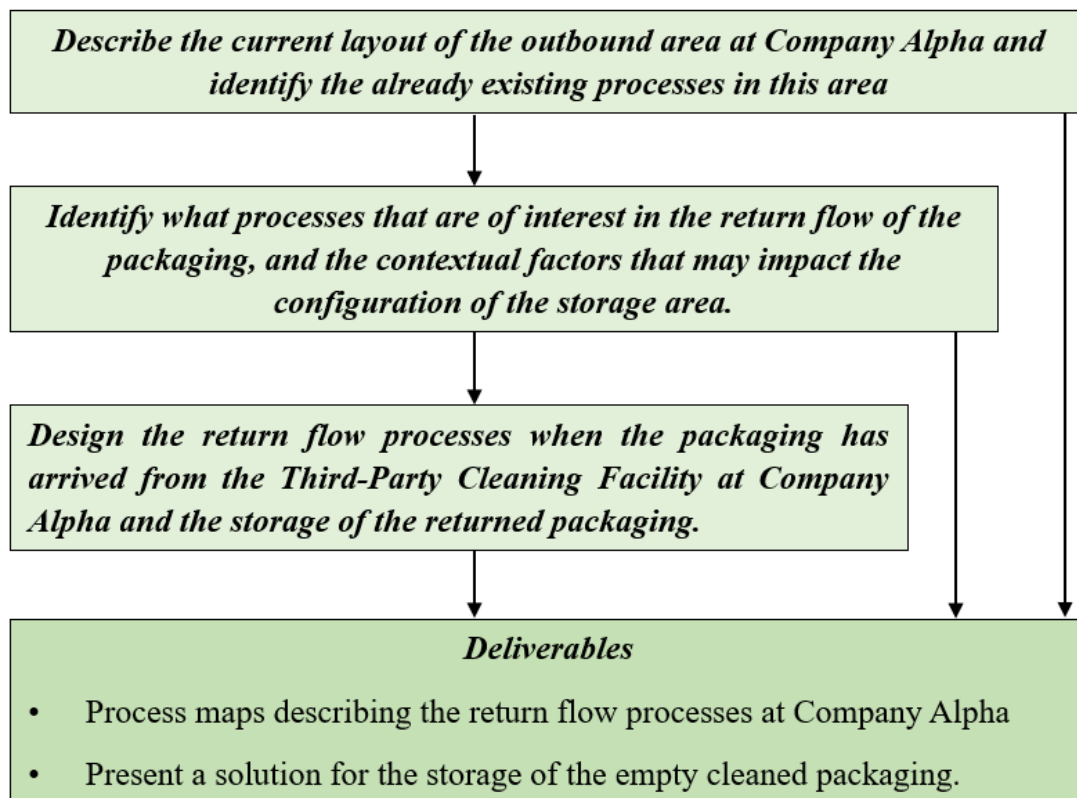 Describe the current layout of the outbound area at Company Alpha and
identify the already existing processes in this area
Identify what processes that are of interest in the return flow of the
packaging, and the contextual factors that may impact the
configuration of the storage area.
Design the return flow processes when the packaging has
arrived from the Third-Party Cleaning Facility at Company
Alpha and the storage of the returned packaging.
Deliverables
• Process maps describing the return flow processes at Company Alpha
• Present a solution for the storage of the empty cleaned packaging.